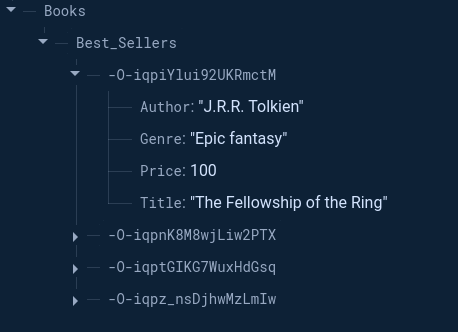 Books
Best_Sellers
-O-iqpiYlui92UKRmctM
Author: "J.R.R. Tolkien"
Genre: "Epic fantasy"
Price: 100
Title: "The Fellowship of the Ring"
-O-iqpnK8M8wjLiw2PTX
-O-iqptGIKG7WuxHdGsq
-O-iqpz_nsDjhwMzLmIw